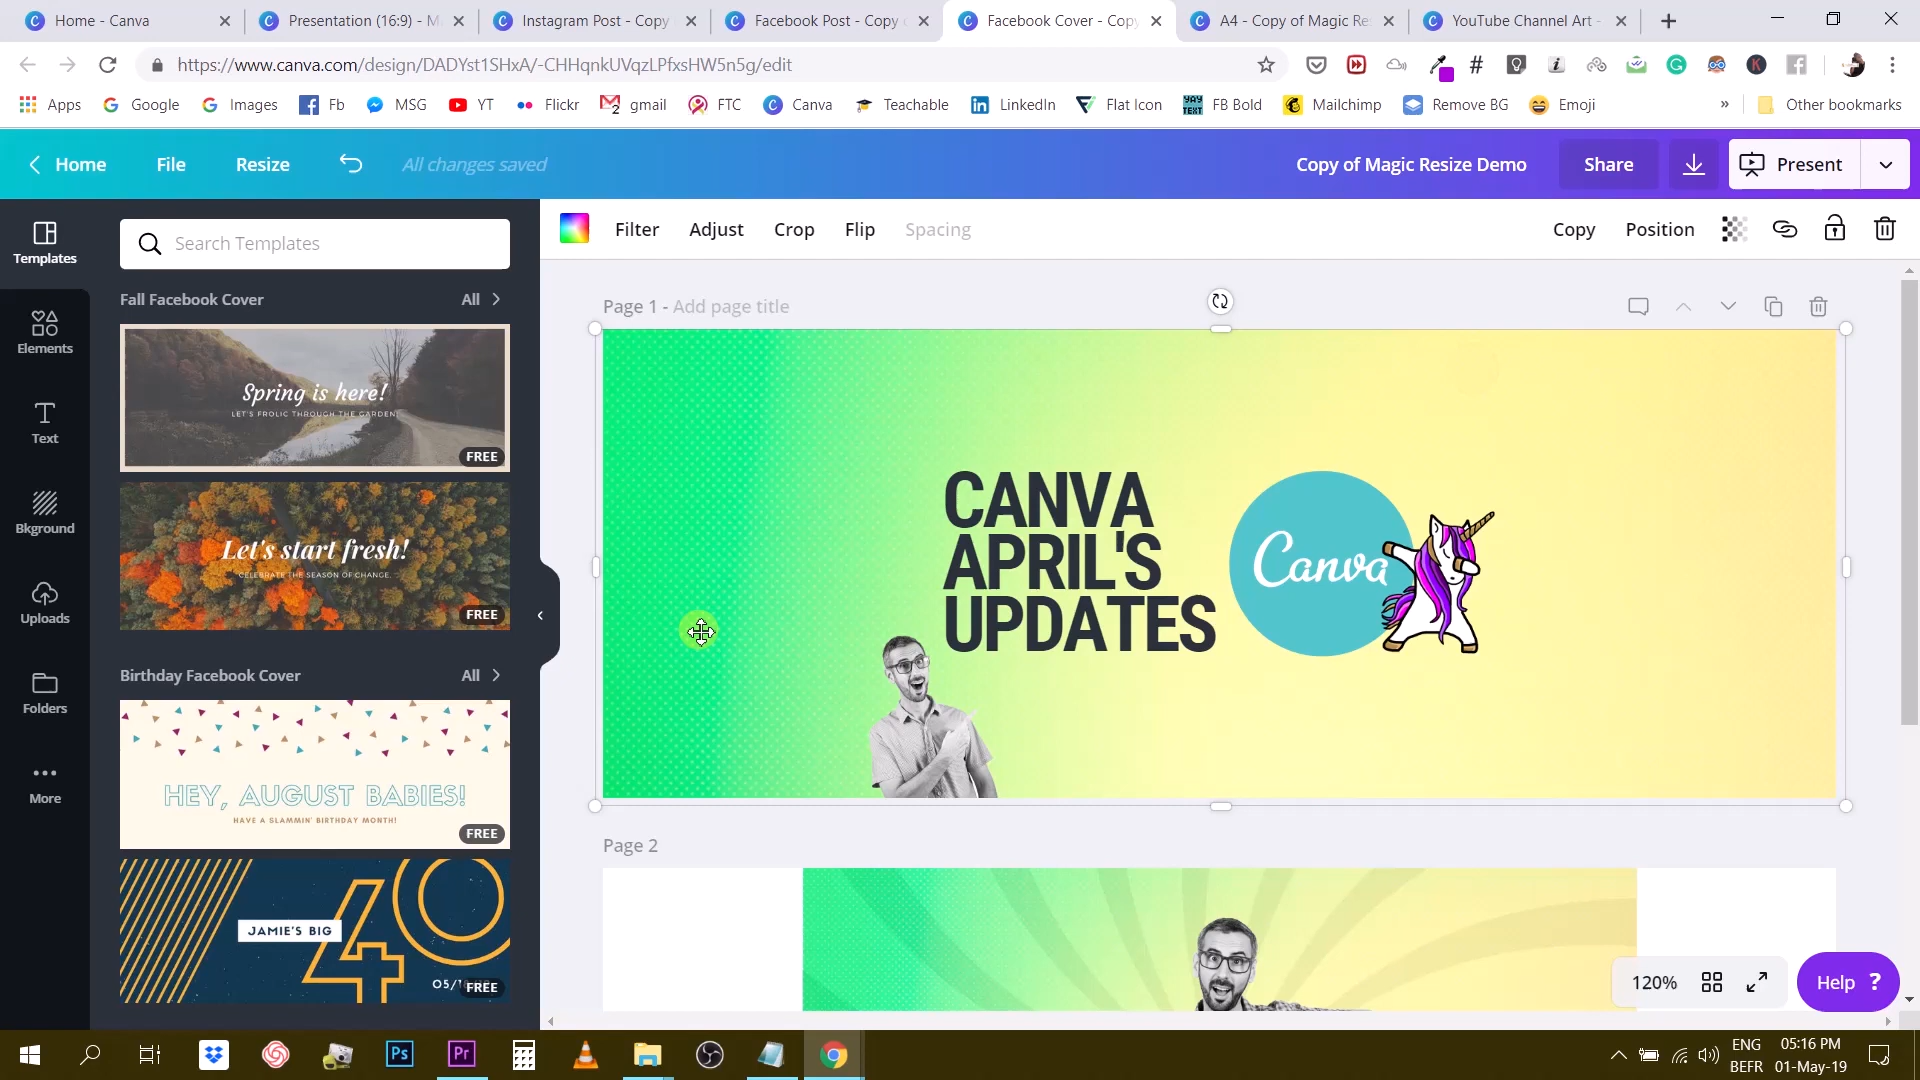 Home - Canva
Presentation (16:9) - M
Instagram Post - Copy
Facebook Post - Copy
Facebook Cover - Copy
A4 - Copy of Magic Re
YouTube Channel Art -
https://www.canva.com/design/DADYst1SHxA/-CHHqnkUVqzLPfxsHW5n5g/edit
Apps
Google
Images
Fb
MSG
YT
Flickr
gmail
FTC
Canva
Teachable
LinkedIn
Flat Icon
FB Bold
Mailchimp
Remove BG
Emoji
»
Other bookmarks
Home
File
Resize
All changes saved
Copy of Magic Resize Demo
Share
Present
Templates
Elements
Text
Bkground
Uploads
Folders
More
Search Templates
Fall Facebook Cover
All
Spring is here!
LET'S FROLIC THROUGH THE GARDEN
FREE
Let's start fresh!
CELEBRATE THE SEASON OF CHANGE.
FREE
Birthday Facebook Cover
All
HEY, AUGUST BABIES!
HAVE A SLAMMIN' BIRTHDAY MONTH!
FREE
40
JAMIE'S BIG
05/1
FREE
Filter
Adjust
Crop
Flip
Spacing
Copy
Position
Page 1 - Add page title
CANVA
APRIL'S
UPDATES
Canva
Page 2
120%
Help ?
Ps
Pr
ENG
BEFR
05:16 PM
01-May-19